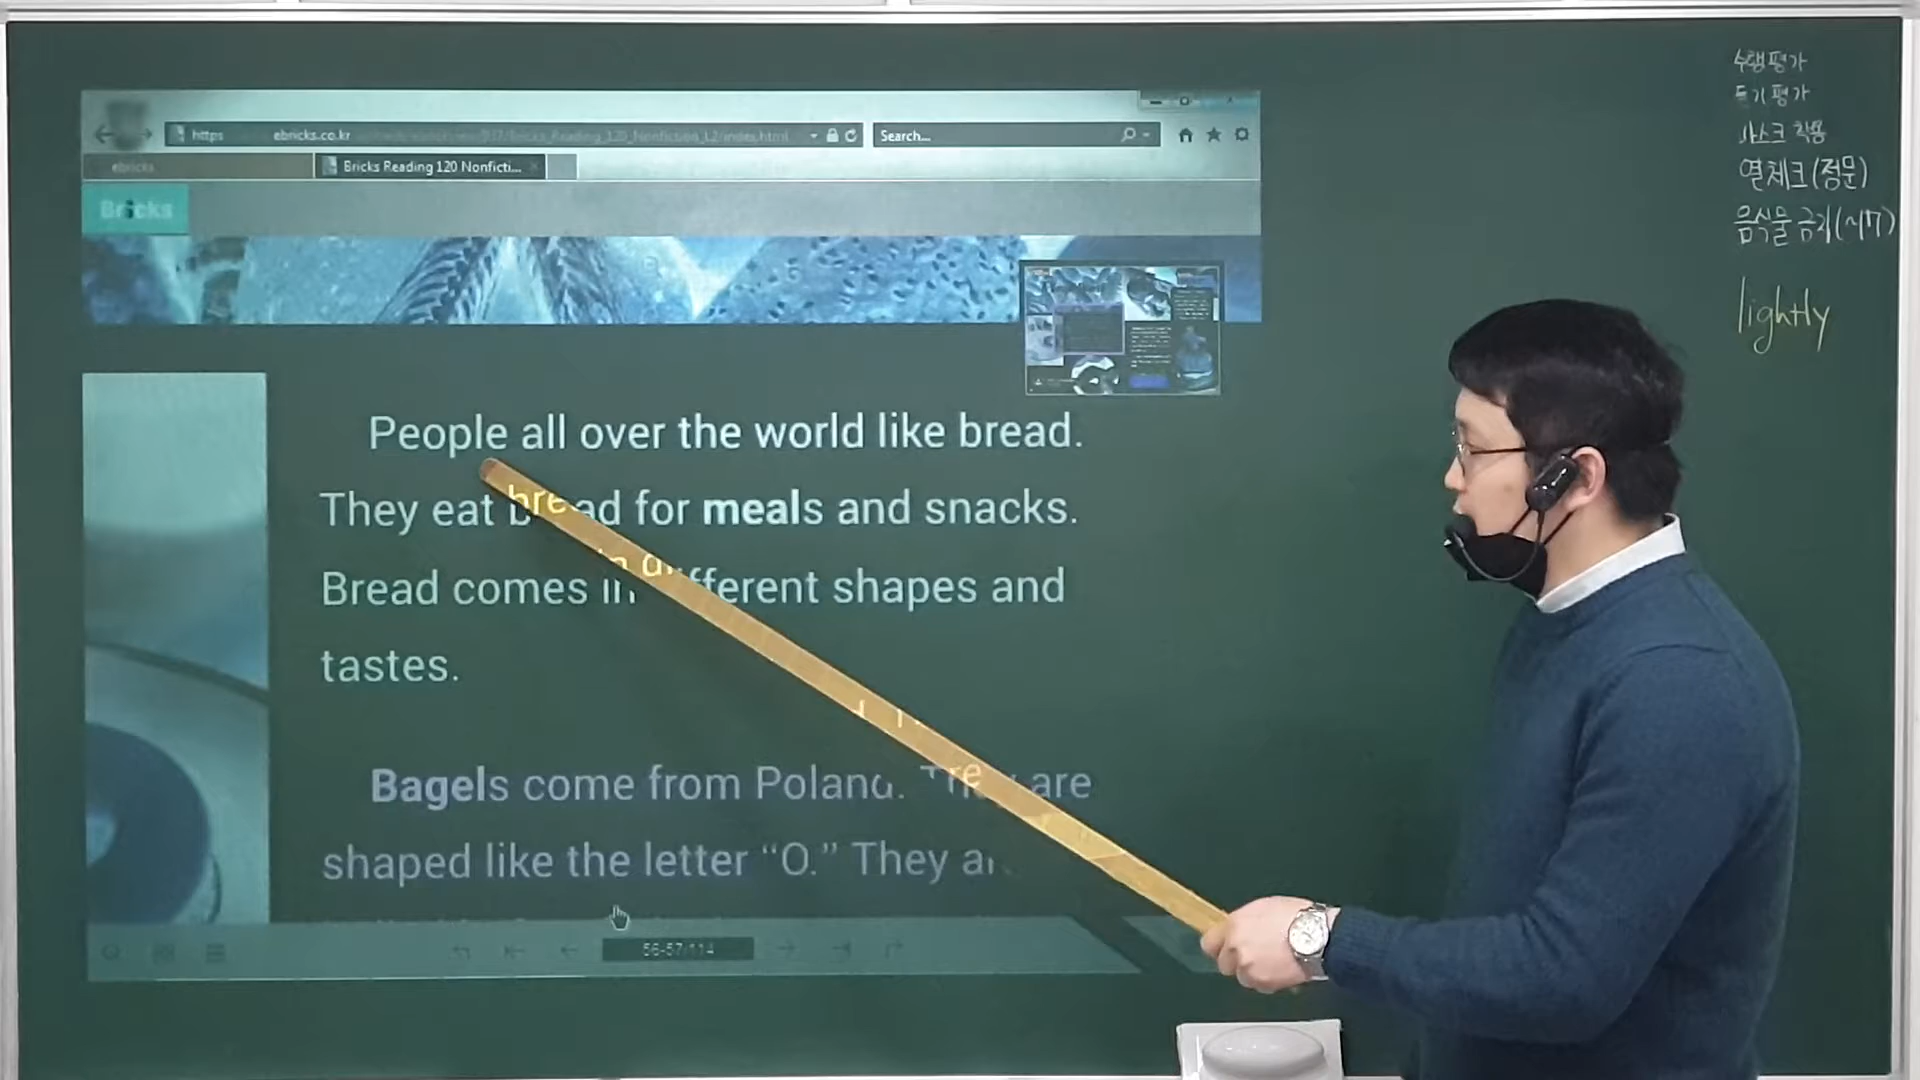 https ebricks.co.kr
Search...
ebricks
Bricks Reading 120 Nonficti...
Bricks
People all over the world like bread.
They eat bread for meals and snacks.
Bread comes in different shapes and
tastes.
Bagels come from Poland. They are
shaped like the letter “O.” They are
56-57/114
수행평가
듣기평가
마스크 착용
열체크(정문)
음식물 금지(~1/7)
lightly